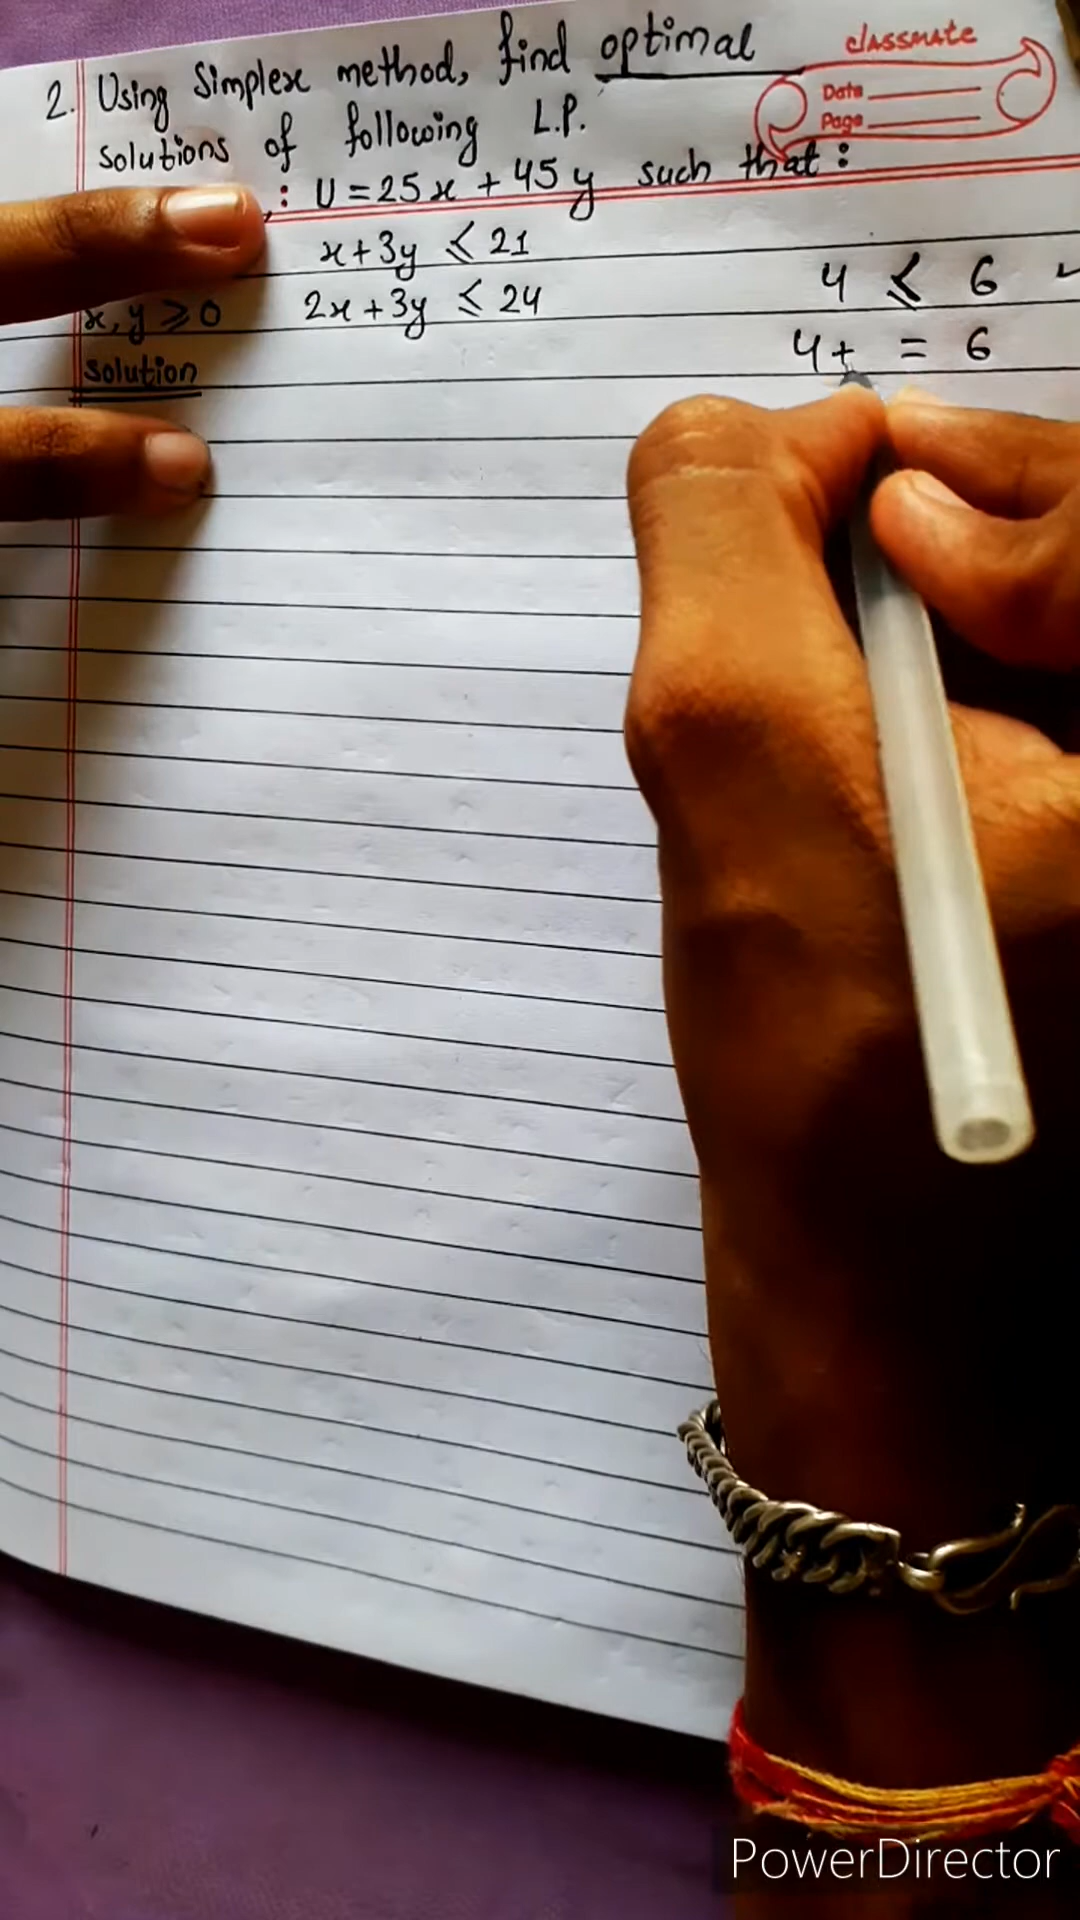 classmate
Date
Page
2. Using Simplex method, find optimal
solutions of following L.P.
: U = 25x + 45y such that :
x + 3y ≤ 21
x, y ≥ 0 2x + 3y ≤ 24
Solution
4 ≤ 6
4 + = 6
PowerDirector